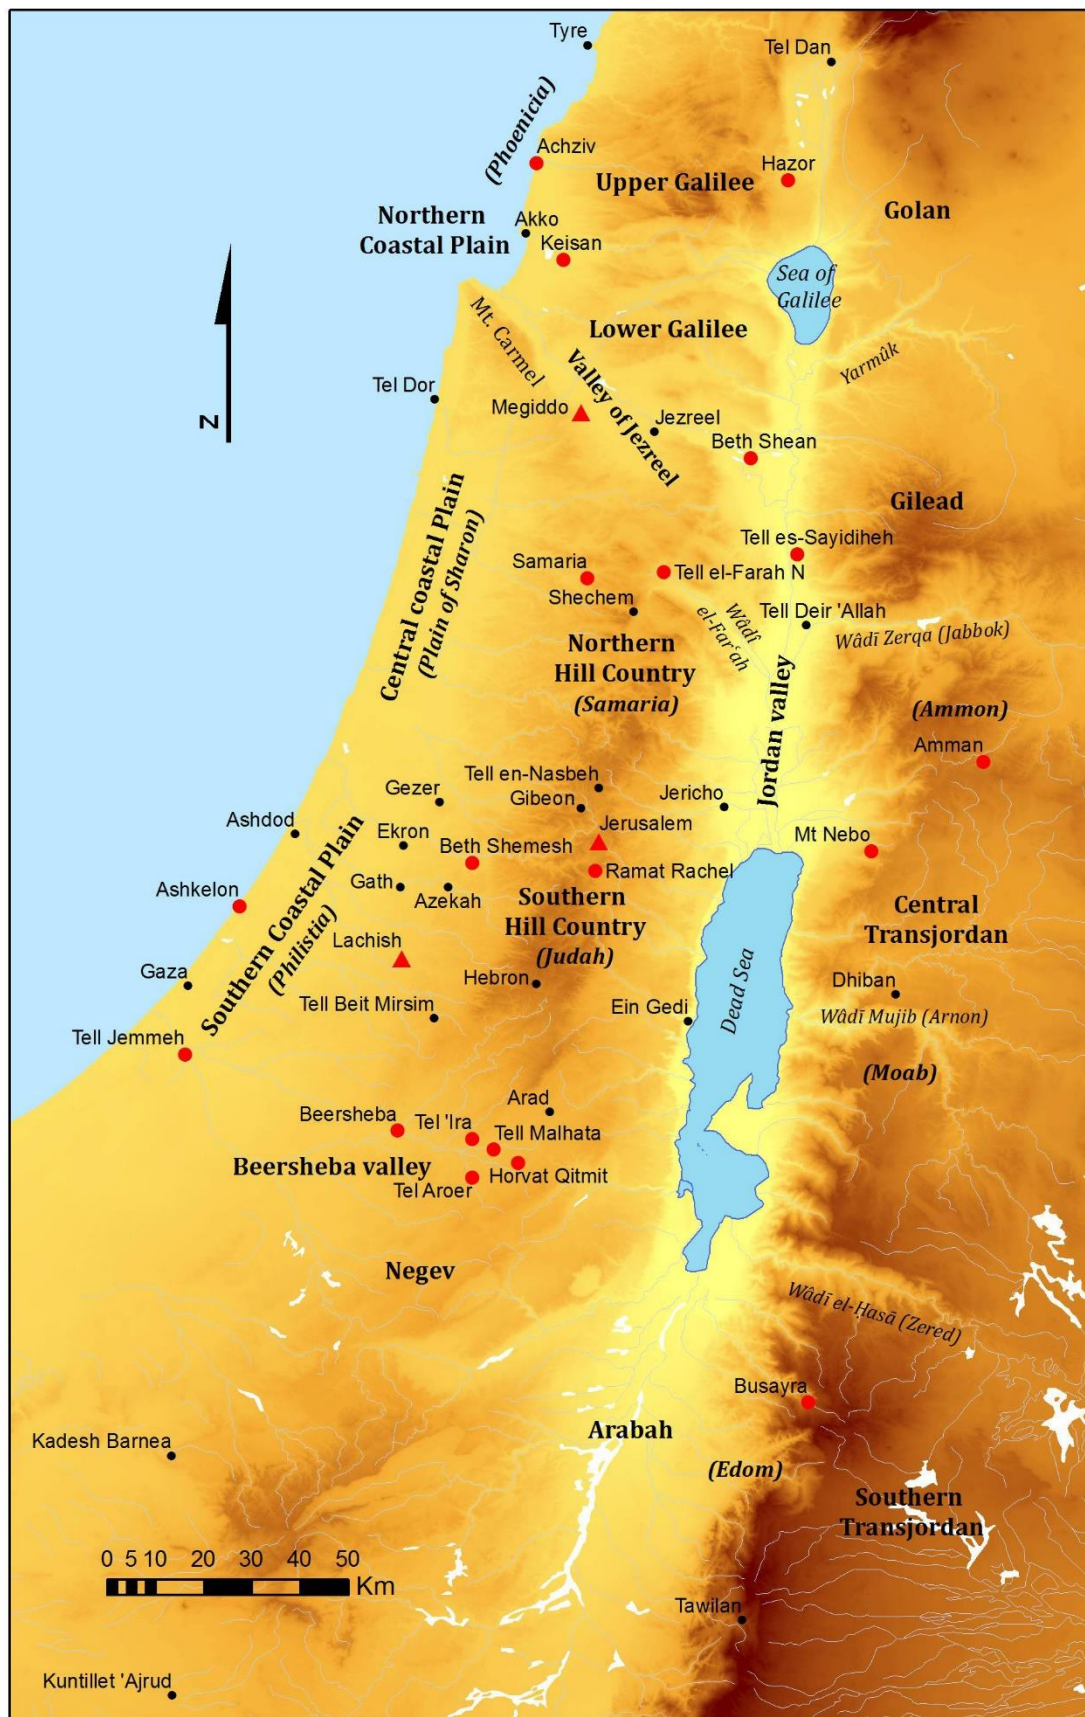 Tyre
Tel Dan
(Phoenicia)
Achziv
Hazor
Upper Galilee
Golan
Northern
Coastal Plain
Akko
Keisan
Sea of
Galilee
Mt. Carmel
Lower Galilee
Yarmûk
Valley of Jezreel
Tel Dor
Megiddo
Jezreel
Beth Shean
N
Central coastal Plain
(Plain of Sharon)
Gilead
Tell es-Sayidiheh
Samaria
Tell el-Farah N
Shechem
Wâdî
el-Farʿah
Tell Deir 'Allah
Wâdī Zerqa (Jabbok)
Northern
Hill Country
(Samaria)
Jordan valley
(Ammon)
Amman
Tell en-Nasbeh
Gezer
Gibeon
Jericho
Ashdod
Ekron
Jerusalem
Mt Nebo
Beth Shemesh
Ramat Rachel
Gath
Azekah
Ashkelon
Southern Coastal Plain
(Philistia)
Southern
Hill Country
(Judah)
Central
Transjordan
Lachish
Hebron
Dead Sea
Gaza
Dhiban
Tell Beit Mirsim
Ein Gedi
Wâdī Mujib (Arnon)
Tell Jemmeh
(Moab)
Arad
Beersheba
Tel 'Ira
Tell Malhata
Beersheba valley
Horvat Qitmit
Tel Aroer
Negev
Wâdī el-Ḥasā (Zered)
Busayra
Arabah
Kadesh Barnea
(Edom)
Southern
Transjordan
0 5 10 20 30 40 50
Km
Tawilan
Kuntillet 'Ajrud